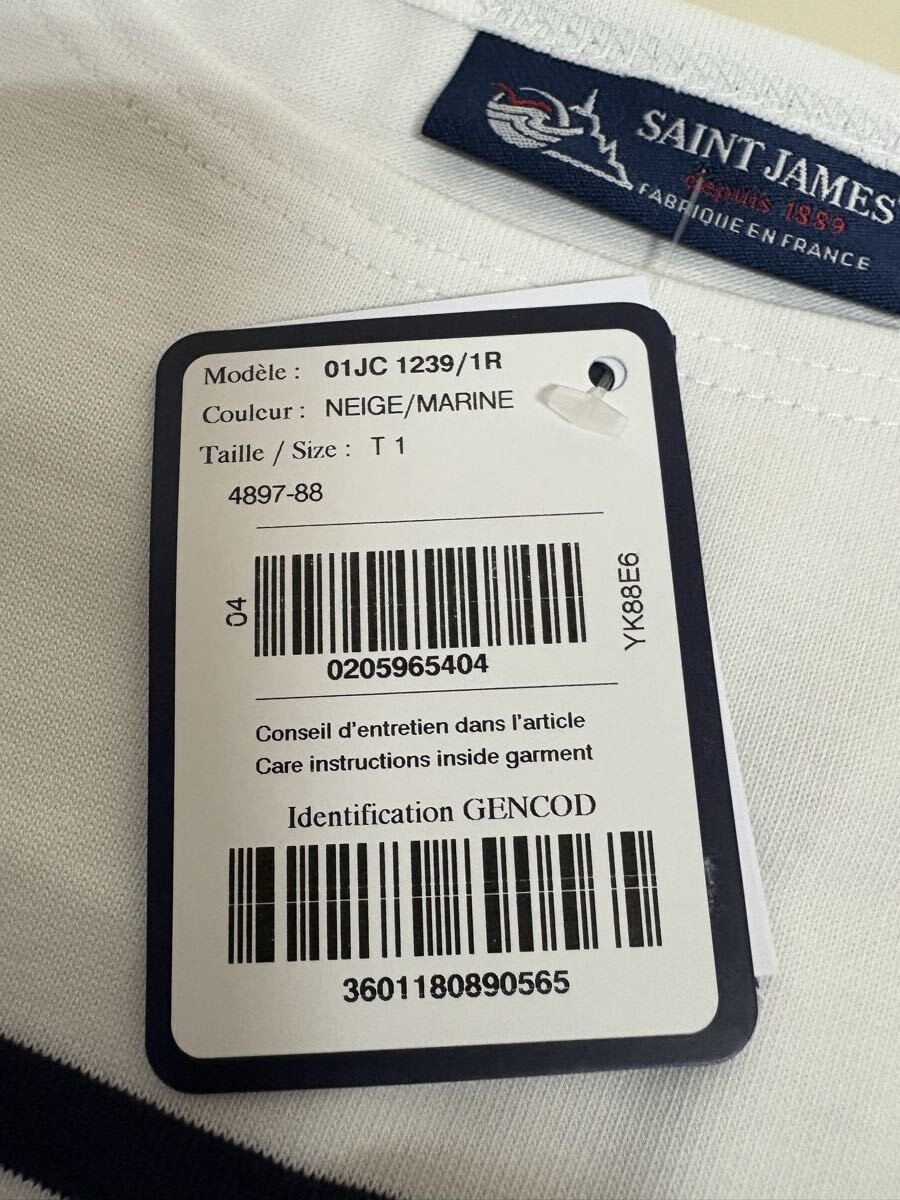 SAINT JAMES
depuis 1889
FABRIQUE EN FRANCE
Modèle : 01JC 1239/1R
Couleur : NEIGE/MARINE
Taille / Size : T 1
4897-88
04
YK88E6
0205965404
Conseil d'entretien dans l'article
Care instructions inside garment
Identification GENCOD
3601180890565